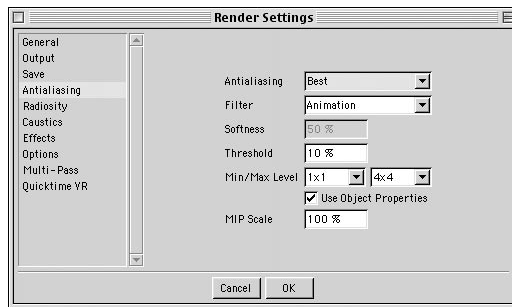 Render Settings
General
Output
Save
Antialiasing
Radiosity
Caustics
Effects
Options
Multi-Pass
Quicktime VR
Antialiasing Best
Filter Animation
Softness 50 %
Threshold 10 %
Min/Max Level 1x1 4x4
Use Object Properties
MIP Scale 100 %
Cancel OK